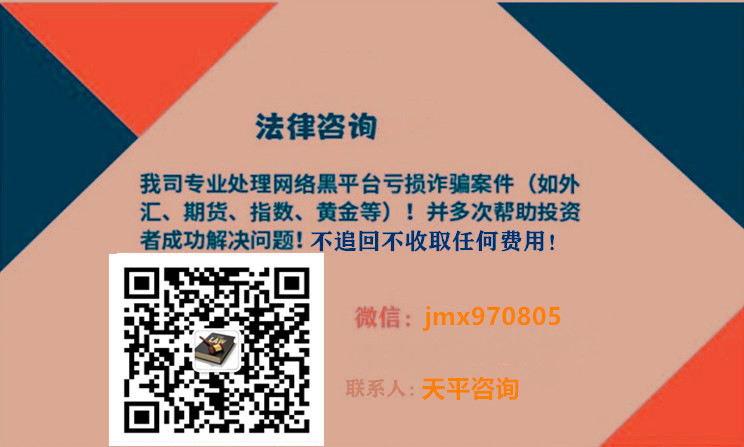 法律咨询
我司专业处理网络黑平台亏损诈骗案件（如外
汇、期货、指数、黄金等）！并多次帮助投资
者成功解决问题！不追回不收取任何费用！
LAW
微信：jmx970805
联系人：天平咨询